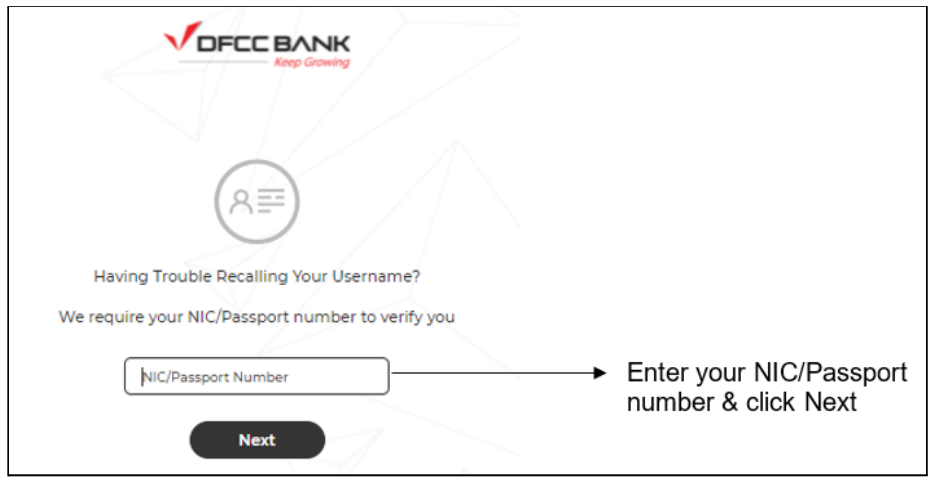 DFCC BANK
Keep Growing
Having Trouble Recalling Your Username?
We require your NIC/Passport number to verify you
NIC/Passport Number
Enter your NIC/Passport
number & click Next
Next